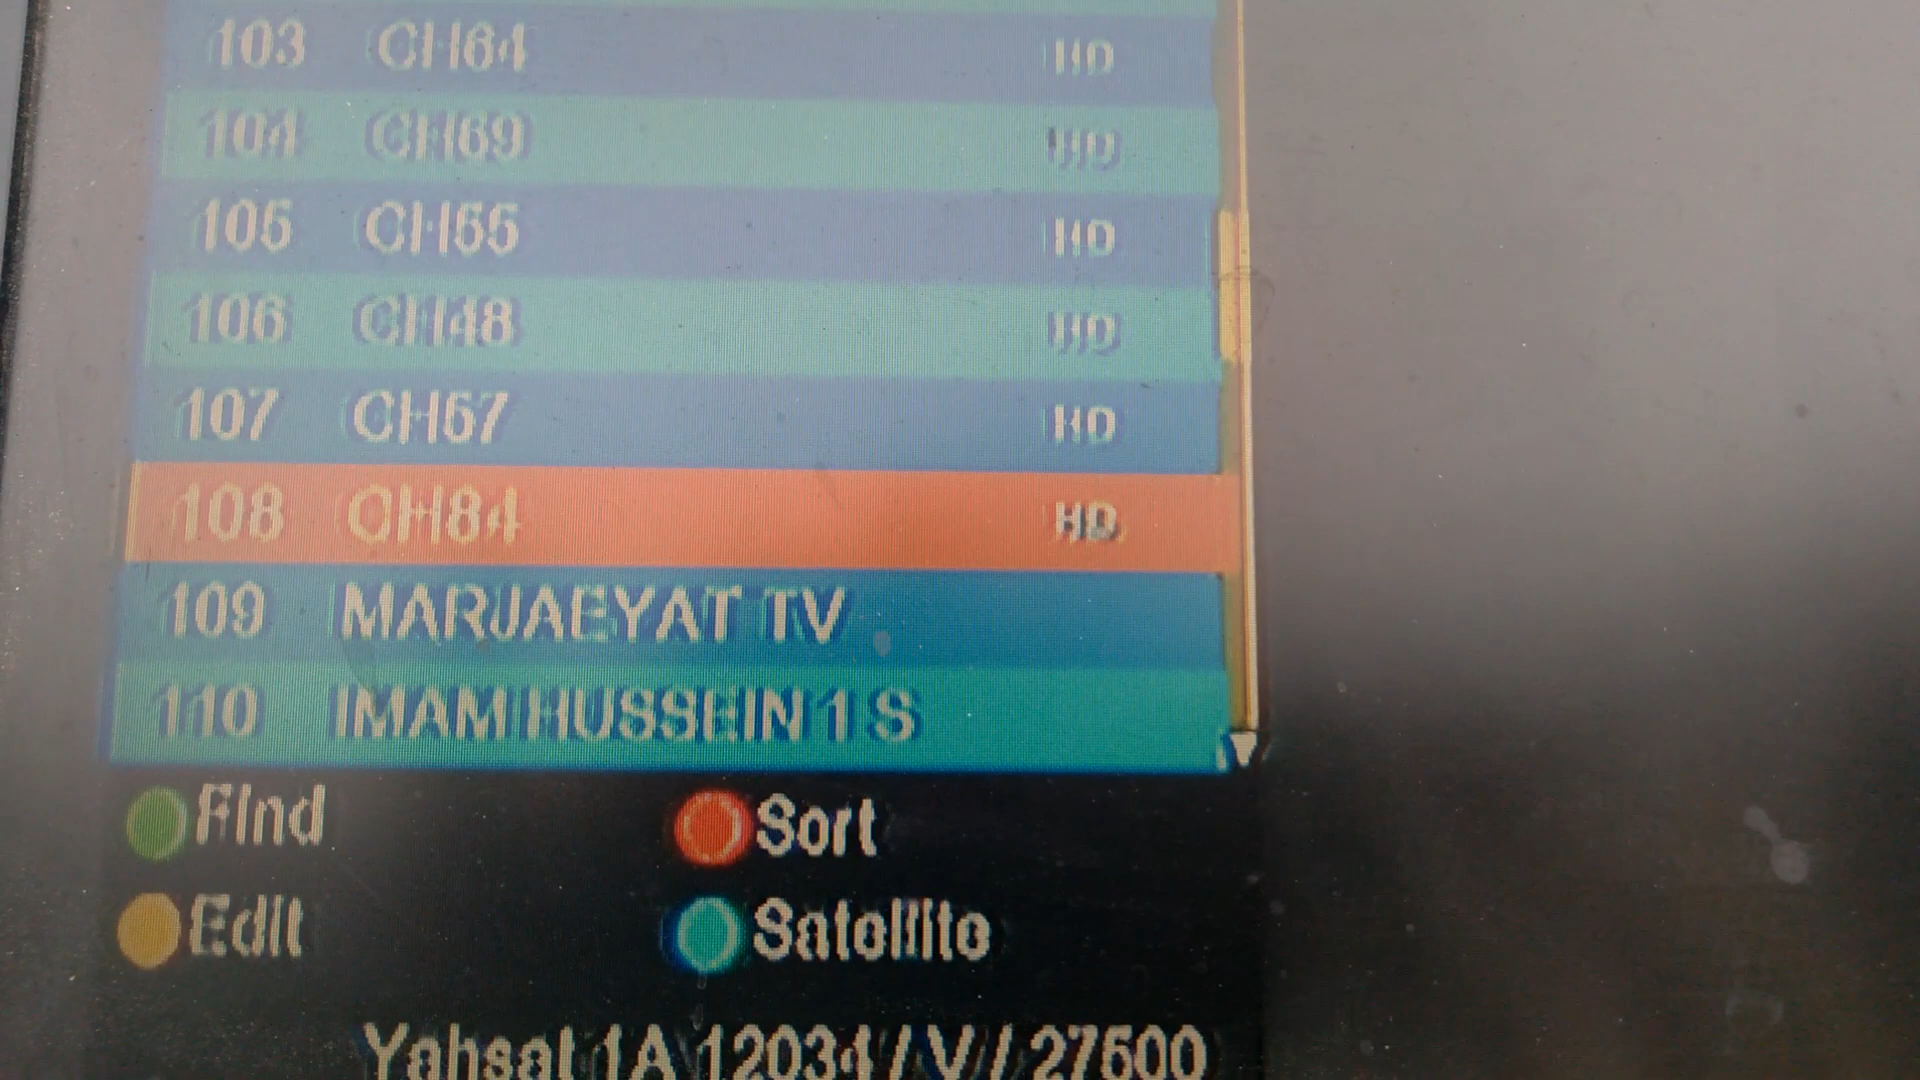 103 CH64 HD
104 CH69 HD
105 CH55 HD
106 CH48 HD
107 CH57 HD
108 CH84 HD
109 MARJAEYAT TV
110 IMAM HUSSEIN 1 S
Find Sort
Edit Satellite
Yahsat 1A 12034 / V / 27500